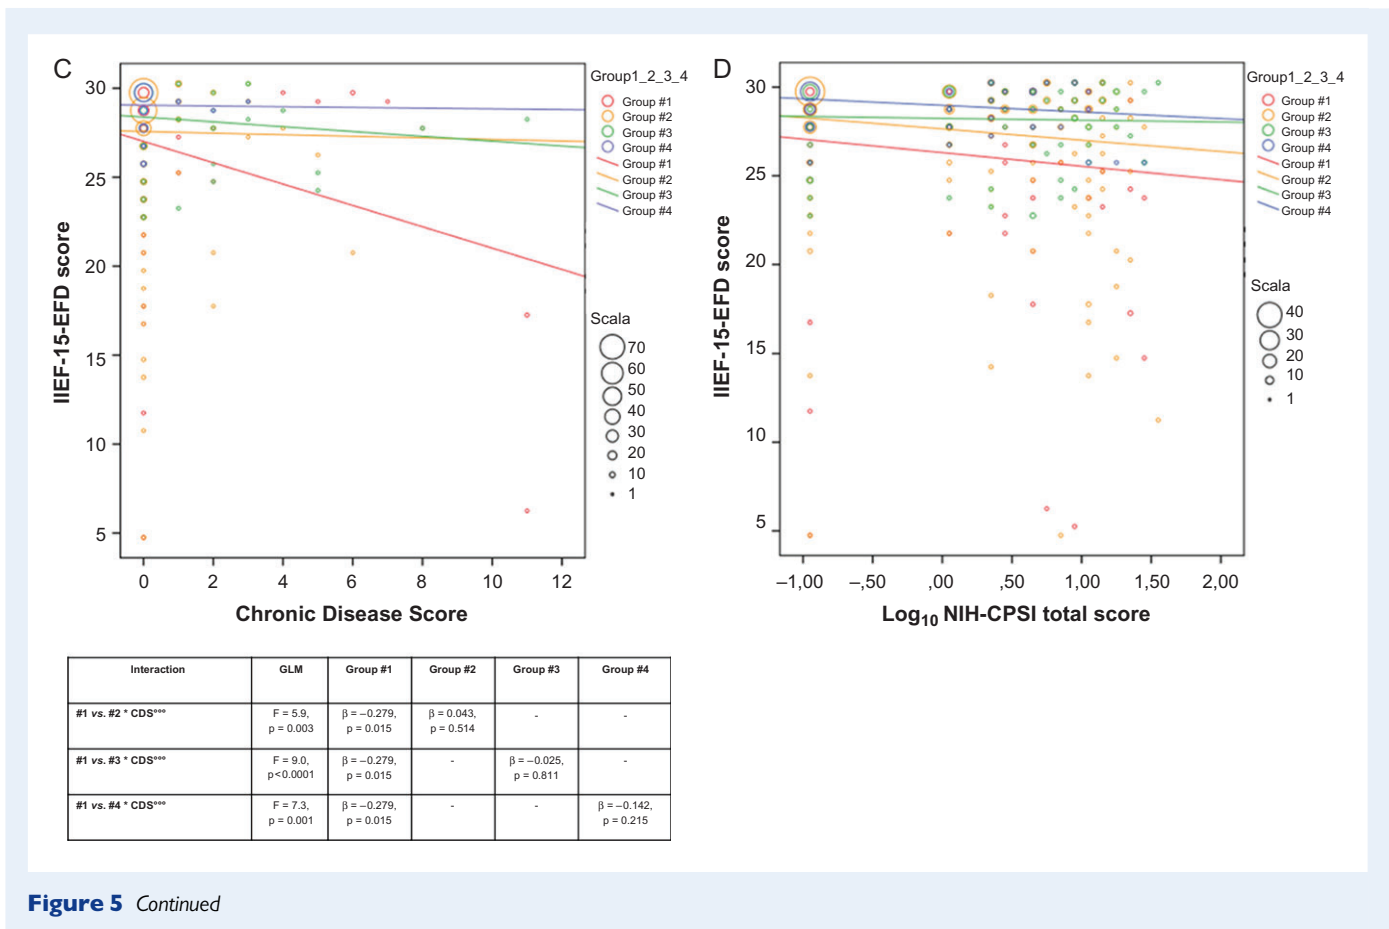 C
Group1_2_3_4
Group #1
Group #2
Group #3
Group #4
Group #1
Group #2
Group #3
Group #4
Scala
70
60
50
40
30
20
10
1
IIEF-15-EFD score
30
25
20
15
10
5
0 2 4 6 8 10 12
Chronic Disease Score
D
Group1_2_3_4
Group #1
Group #2
Group #3
Group #4
Group #1
Group #2
Group #3
Group #4
Scala
40
30
20
10
1
IIEF-15-EFD score
30
25
20
15
10
5
–1,00 –,50 ,00 ,50 1,00 1,50 2,00
Log10 NIH-CPSI total score
Interaction GLM Group #1 Group #2 Group #3 Group #4
#1 vs. #2 * CDS°°° F = 5.9, β = –0.279, β = 0.043, - -
p = 0.003 p = 0.015 p = 0.514
#1 vs. #3 * CDS°°° F = 9.0, β = –0.279, - β = –0.025, -
p<0.0001 p = 0.015 p = 0.811
#1 vs. #4 * CDS°°° F = 7.3, β = –0.279, - - β = –0.142,
p = 0.001 p = 0.015 p = 0.215
Figure 5 Continued